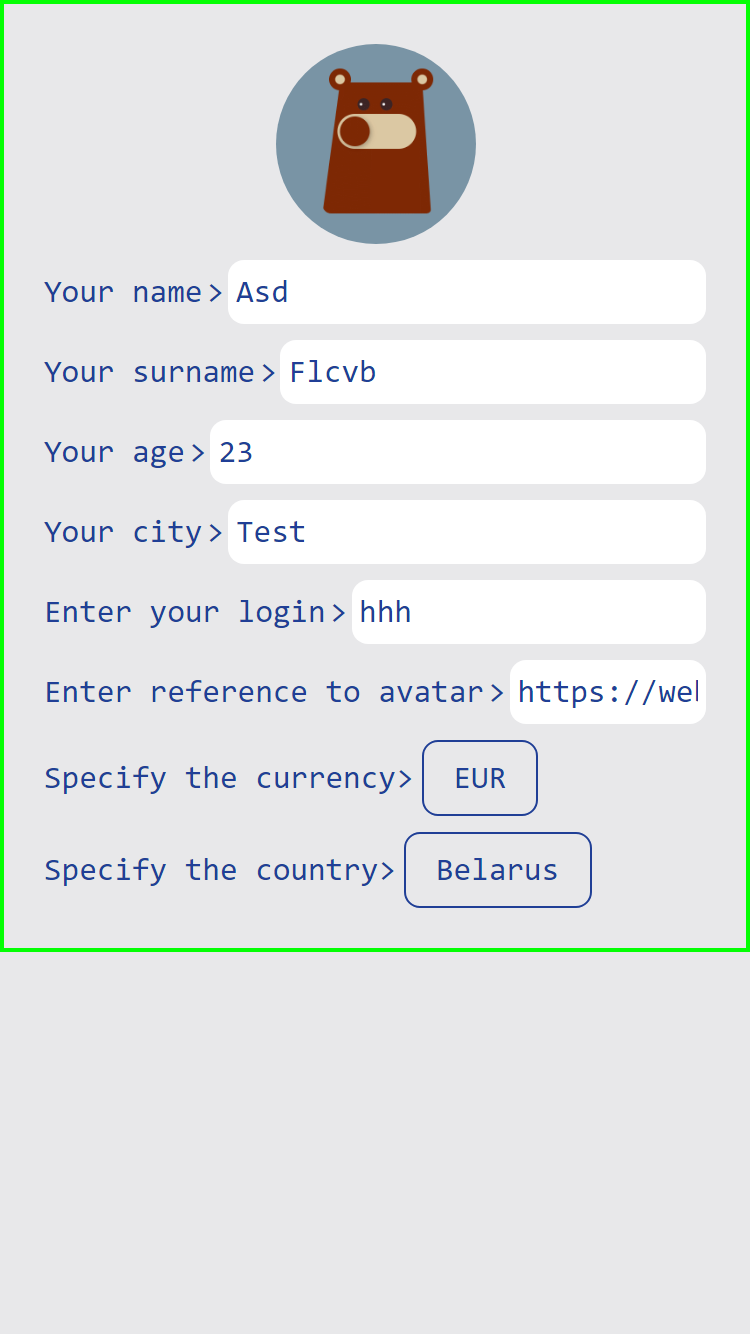 Your name> Asd
Your surname> Flcvb
Your age> 23
Your city> Test
Enter your login> hhh
Enter reference to avatar> https://we
Specify the currency> EUR
Specify the country> Belarus